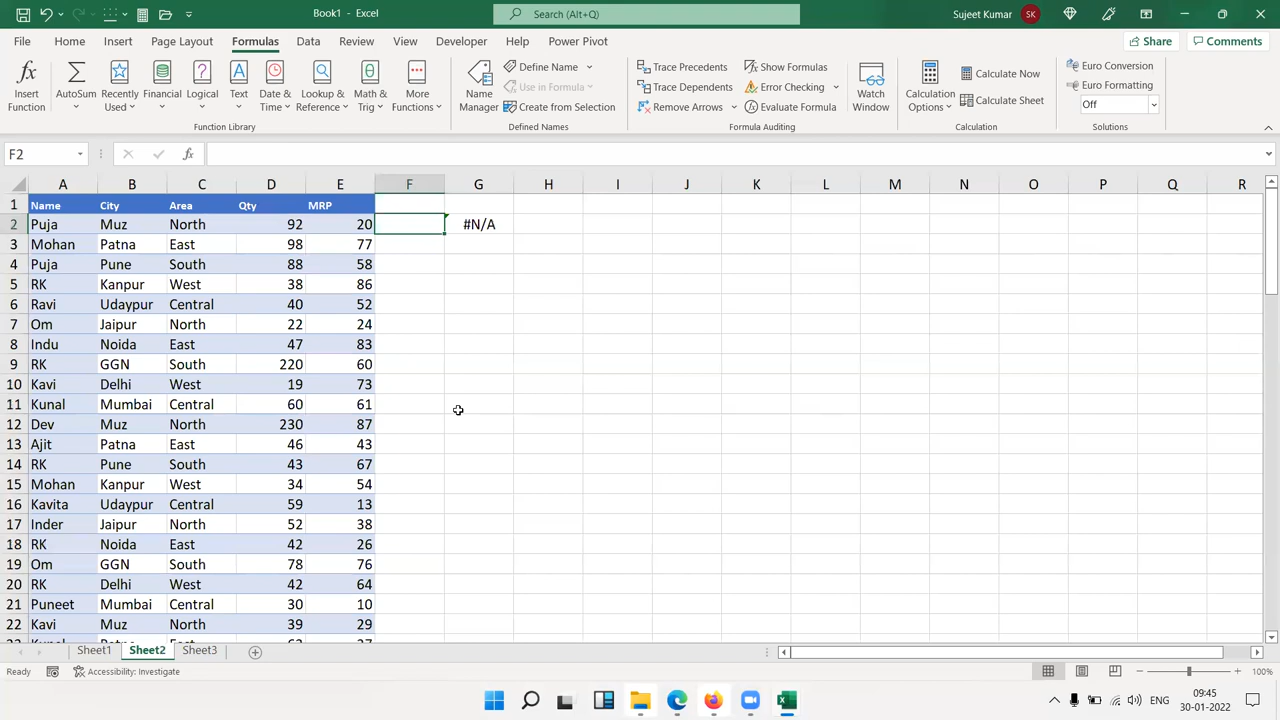 Book1 - Excel
Search (Alt+Q)
Sujeet Kumar
SK
File Home Insert Page Layout Formulas Data Review View Developer Help Power Pivot
Share
Comments
Insert Function
AutoSum
Recently Used
Financial
Logical
Text
Date & Time
Lookup & Reference
Math & Trig
More Functions
Function Library
Name Manager
Define Name
Use in Formula
Create from Selection
Defined Names
Trace Precedents
Trace Dependents
Remove Arrows
Show Formulas
Error Checking
Evaluate Formula
Formula Auditing
Watch Window
Calculation Options
Calculate Now
Calculate Sheet
Calculation
Euro Conversion
Euro Formatting
Off
Solutions
F2
fx
A B C D E F G H I J K L M N O P Q R
1 Name City Area Qty MRP
2 Puja Muz North 92 20 #N/A
3 Mohan Patna East 98 77
4 Puja Pune South 88 58
5 RK Kanpur West 38 86
6 Ravi Udaypur Central 40 52
7 Om Jaipur North 22 24
8 Indu Noida East 47 83
9 RK GGN South 220 60
10 Kavi Delhi West 19 73
11 Kunal Mumbai Central 60 61
12 Dev Muz North 230 87
13 Ajit Patna East 46 43
14 RK Pune South 43 67
15 Mohan Kanpur West 34 54
16 Kavita Udaypur Central 59 13
17 Inder Jaipur North 52 38
18 RK Noida East 42 26
19 Om GGN South 78 76
20 RK Delhi West 42 64
21 Puneet Mumbai Central 30 10
22 Kavi Muz North 39 29
Sheet1 Sheet2 Sheet3
Ready
Accessibility: Investigate
100%
ENG
09:45
30-01-2022